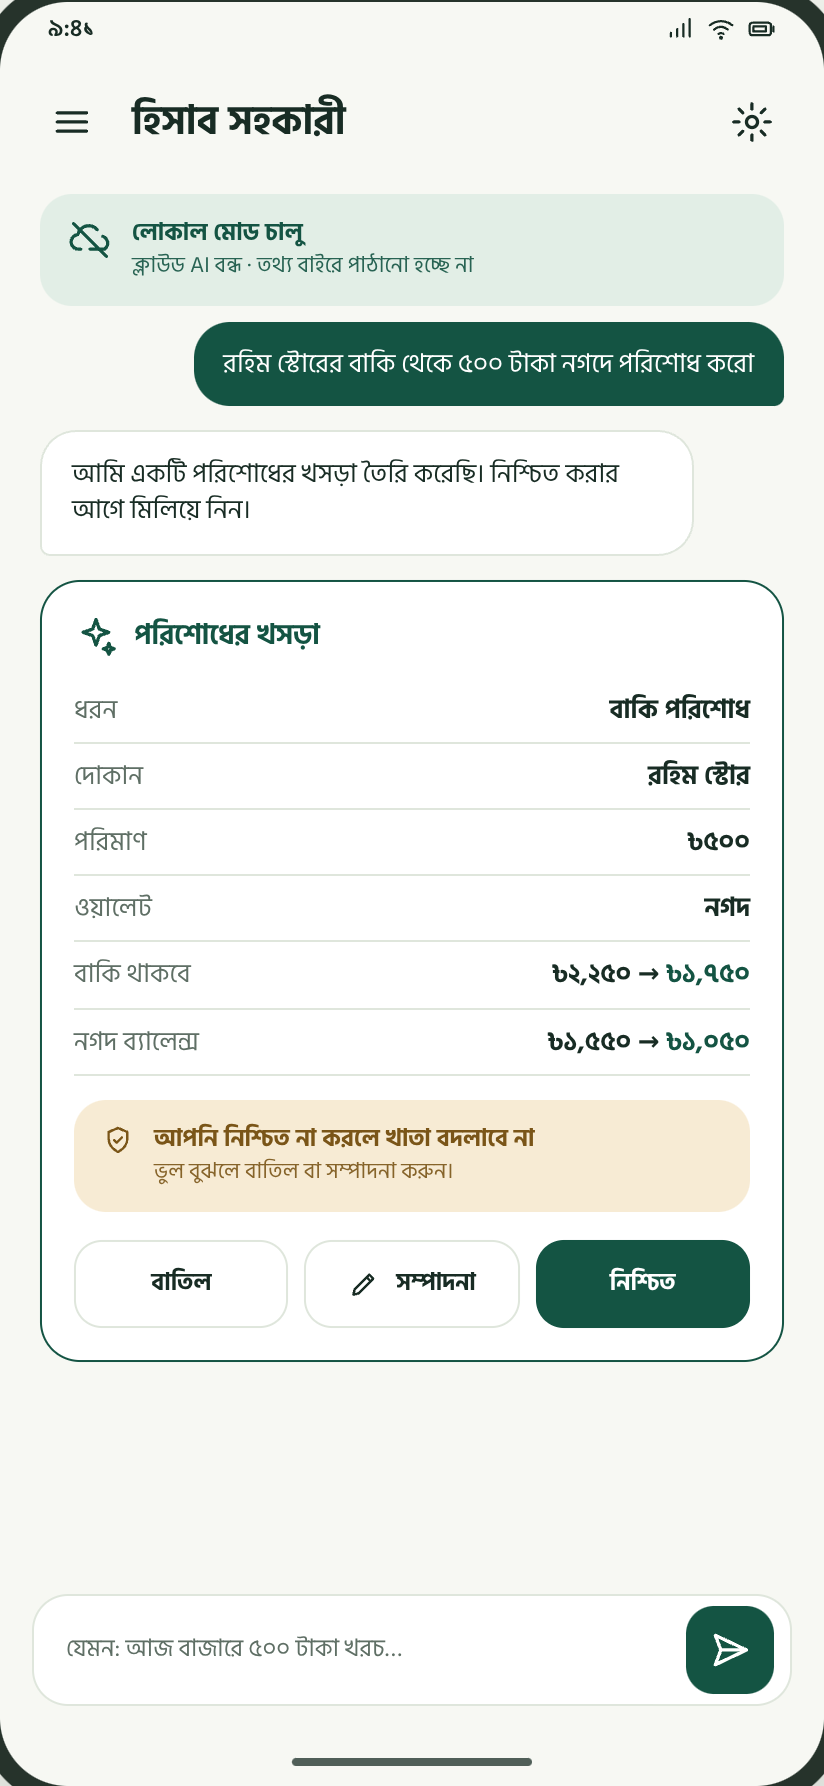 ৯:৪১
হিসাব সহকারী
লোকাল মোড চালু
ক্লাউড AI বন্ধ · তথ্য বাইরে পাঠানো হচ্ছে না
রহিম স্টোরের বাকি থেকে ৫০০ টাকা নগদে পরিশোধ করো
আমি একটি পরিশোধের খসড়া তৈরি করেছি। নিশ্চিত করার
আগে মিলিয়ে নিন।
পরিশোধের খসড়া
ধরন বাকি পরিশোধ
দোকান রহিম স্টোর
পরিমাণ ৳৫০০
ওয়ালেট নগদ
বাকি থাকবে ৳২,২৫০ → ৳১,৭৫০
নগদ ব্যালেন্স ৳১,৫৫০ → ৳১,০৫০
আপনি নিশ্চিত না করলে খাতা বদলাবে না
ভুল বুঝলে বাতিল বা সম্পাদনা করুন।
বাতিল সম্পাদনা নিশ্চিত
যেমন: আজ বাজারে ৫০০ টাকা খরচ...